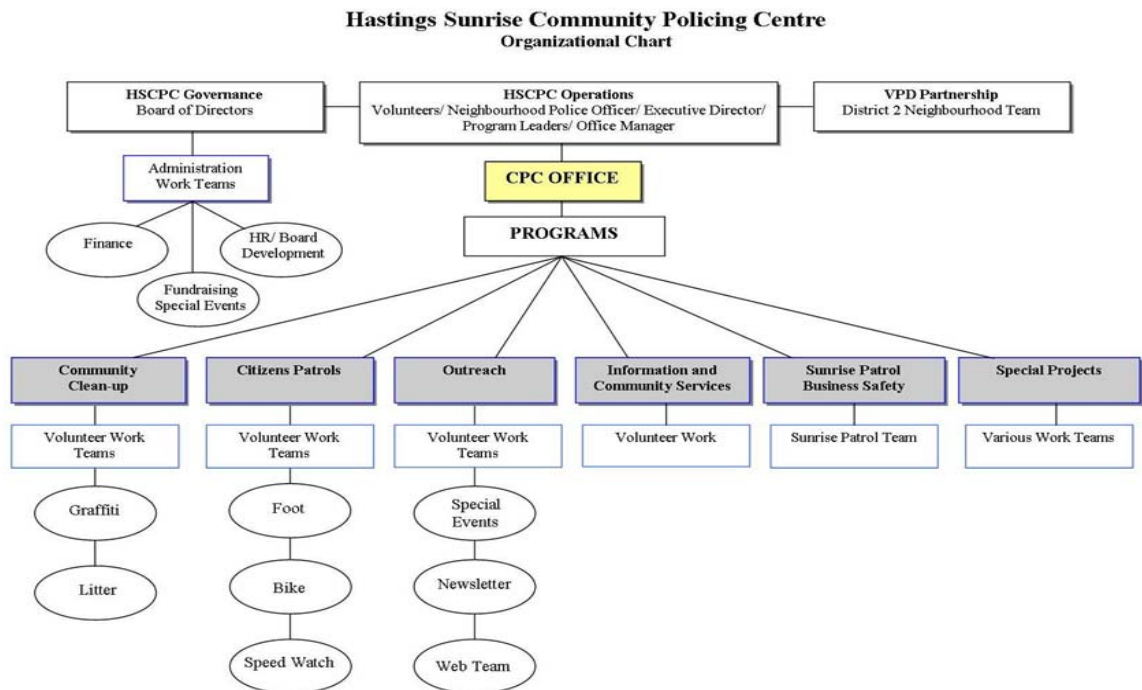 Hastings Sunrise Community Policing Centre
Organizational Chart
HSCPC Governance
Board of Directors
HSCPC Operations
Volunteers/ Neighbourhood Police Officer/ Executive Director/
Program Leaders/ Office Manager
VPD Partnership
District 2 Neighbourhood Team
Administration
Work Teams
CPC OFFICE
Finance
HR/ Board
Development
Fundraising
Special Events
PROGRAMS
Community
Clean-up
Citizens Patrols
Outreach
Information and
Community Services
Sunrise Patrol
Business Safety
Special Projects
Volunteer Work
Teams
Volunteer Work
Teams
Volunteer Work
Teams
Volunteer Work
Sunrise Patrol Team
Various Work Teams
Graffiti
Litter
Foot
Bike
Speed Watch
Special
Events
Newsletter
Web Team